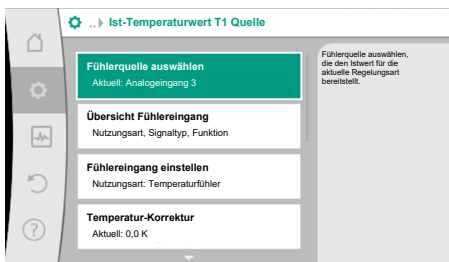 .. Ist-Temperaturwert T1 Quelle
Fühlerquelle auswählen
Aktuell: Analogeingang 3
Übersicht Fühlereingang
Nutzungsart, Signaltyp, Funktion
Fühlereingang einstellen
Nutzungsart: Temperaturfühler
Temperatur-Korrektur
Aktuell: 0,0 K
Fühlerquelle auswählen,
die den Istwert für die
aktuelle Regelungsart
bereitstellt.
?